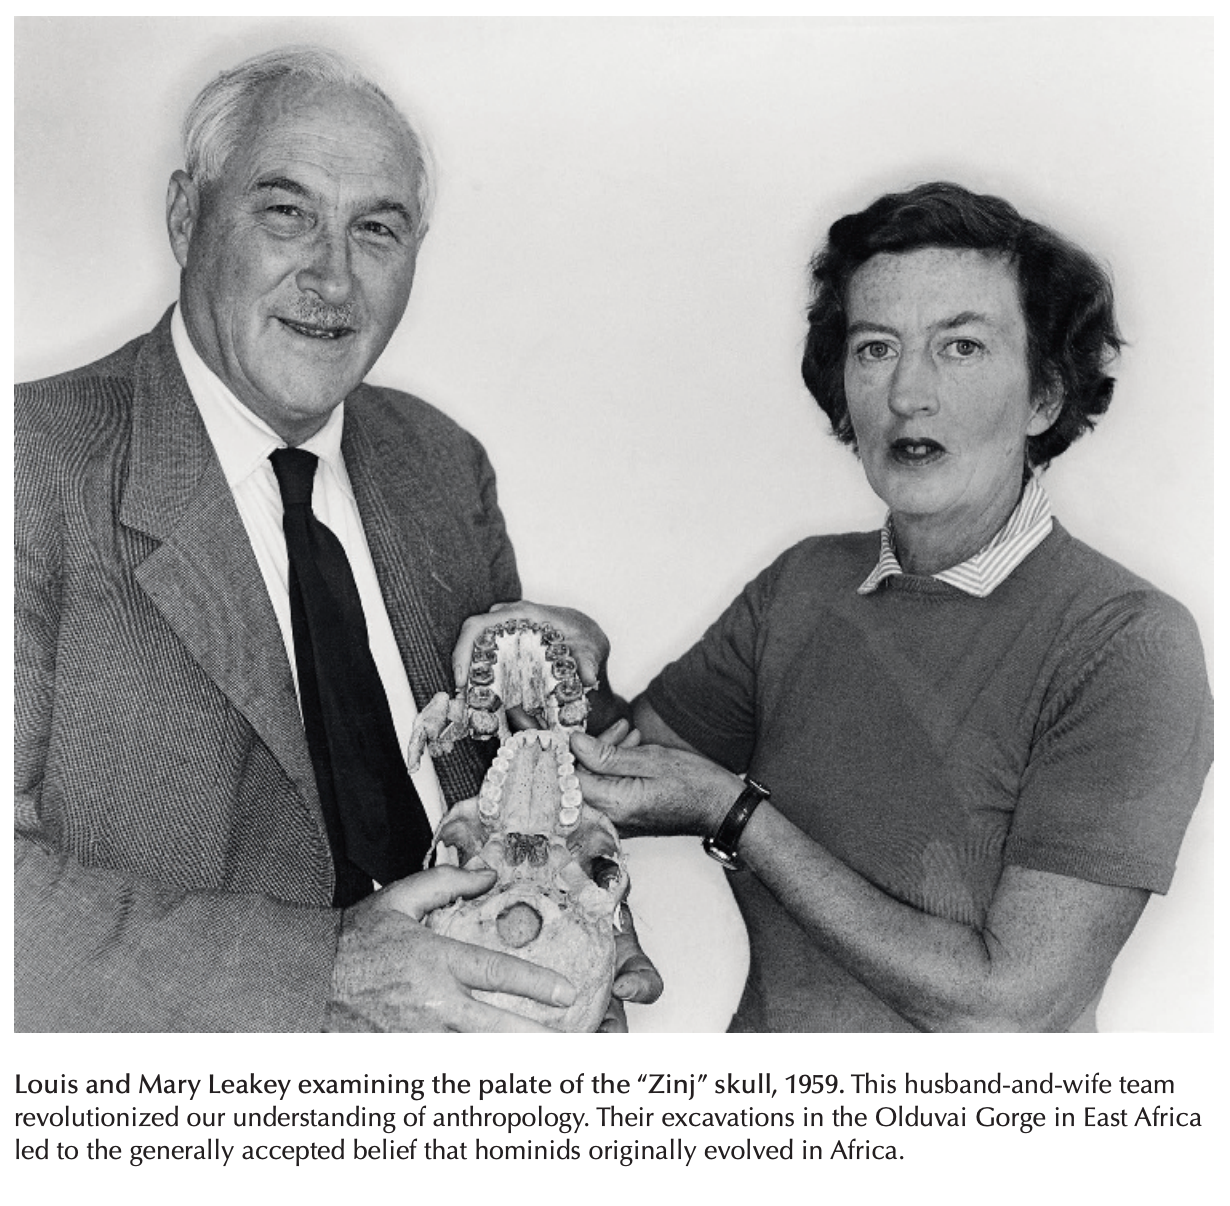 Louis and Mary Leakey examining the palate of the “Zinj” skull, 1959. This husband-and-wife team
revolutionized our understanding of anthropology. Their excavations in the Olduvai Gorge in East Africa
led to the generally accepted belief that hominids originally evolved in Africa.